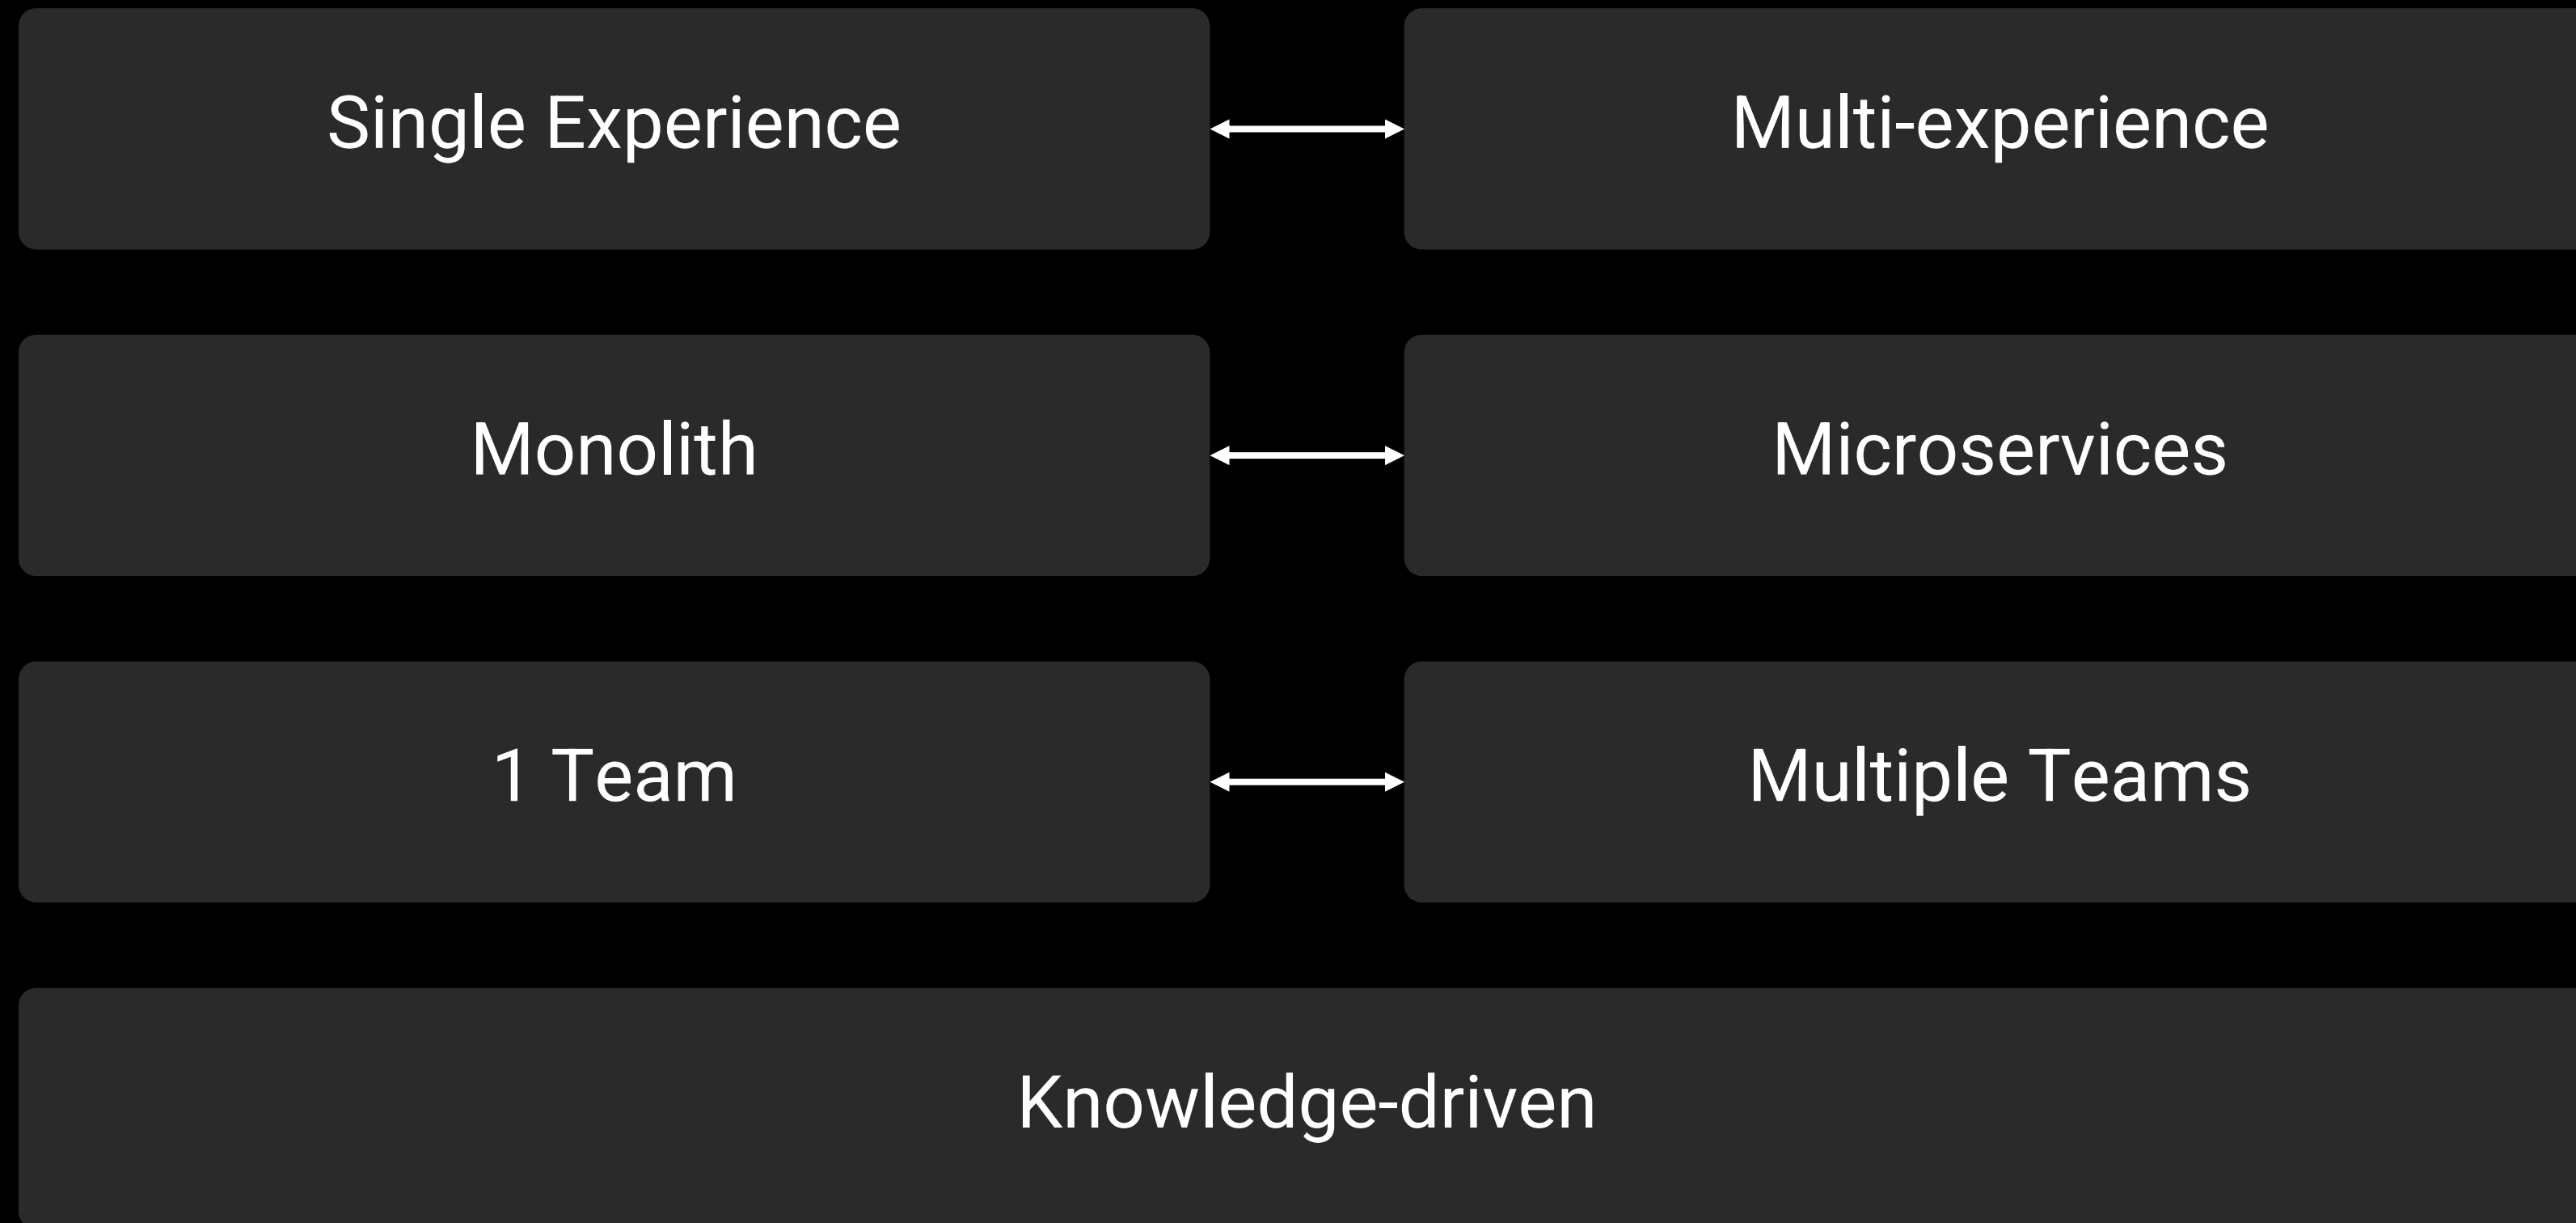 Single Experience
Multi-experience
Monolith
Microservices
1 Team
Multiple Teams
Knowledge-driven